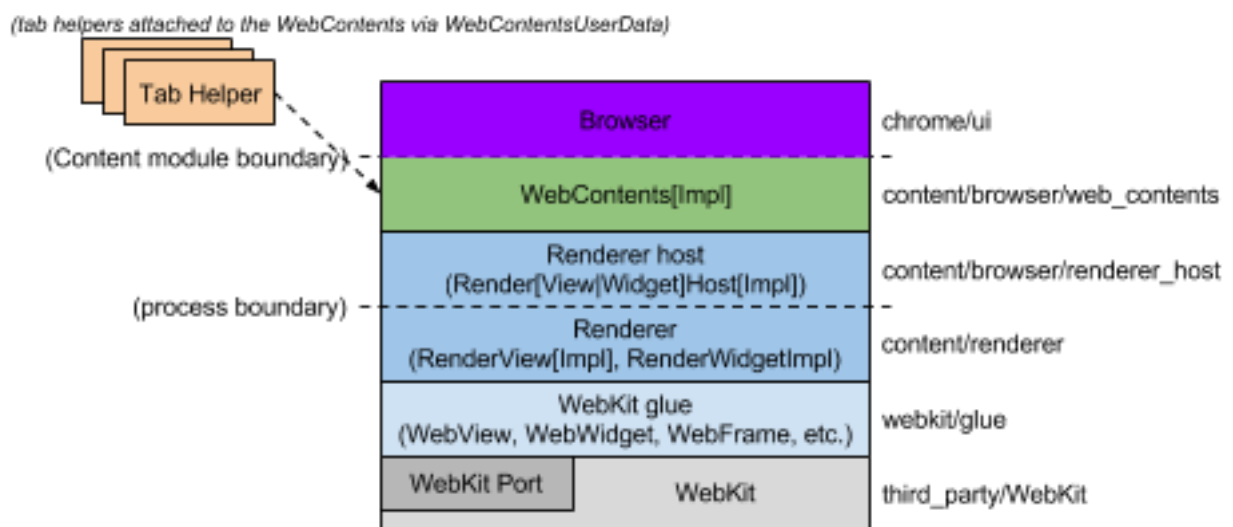 (tab helpers attached to the WebContents via WebContentsUserData)
Tab Helper
Browser
chrome/ui
(Content module boundary)
WebContents[Impl]
content/browser/web_contents
Renderer host
(Render[View|Widget]Host[Impl])
content/browser/renderer_host
(process boundary)
Renderer
(RenderView[Impl], RenderWidgetImpl)
content/renderer
WebKit glue
(WebView, WebWidget, WebFrame, etc.)
webkit/glue
WebKit Port
WebKit
third_party/WebKit